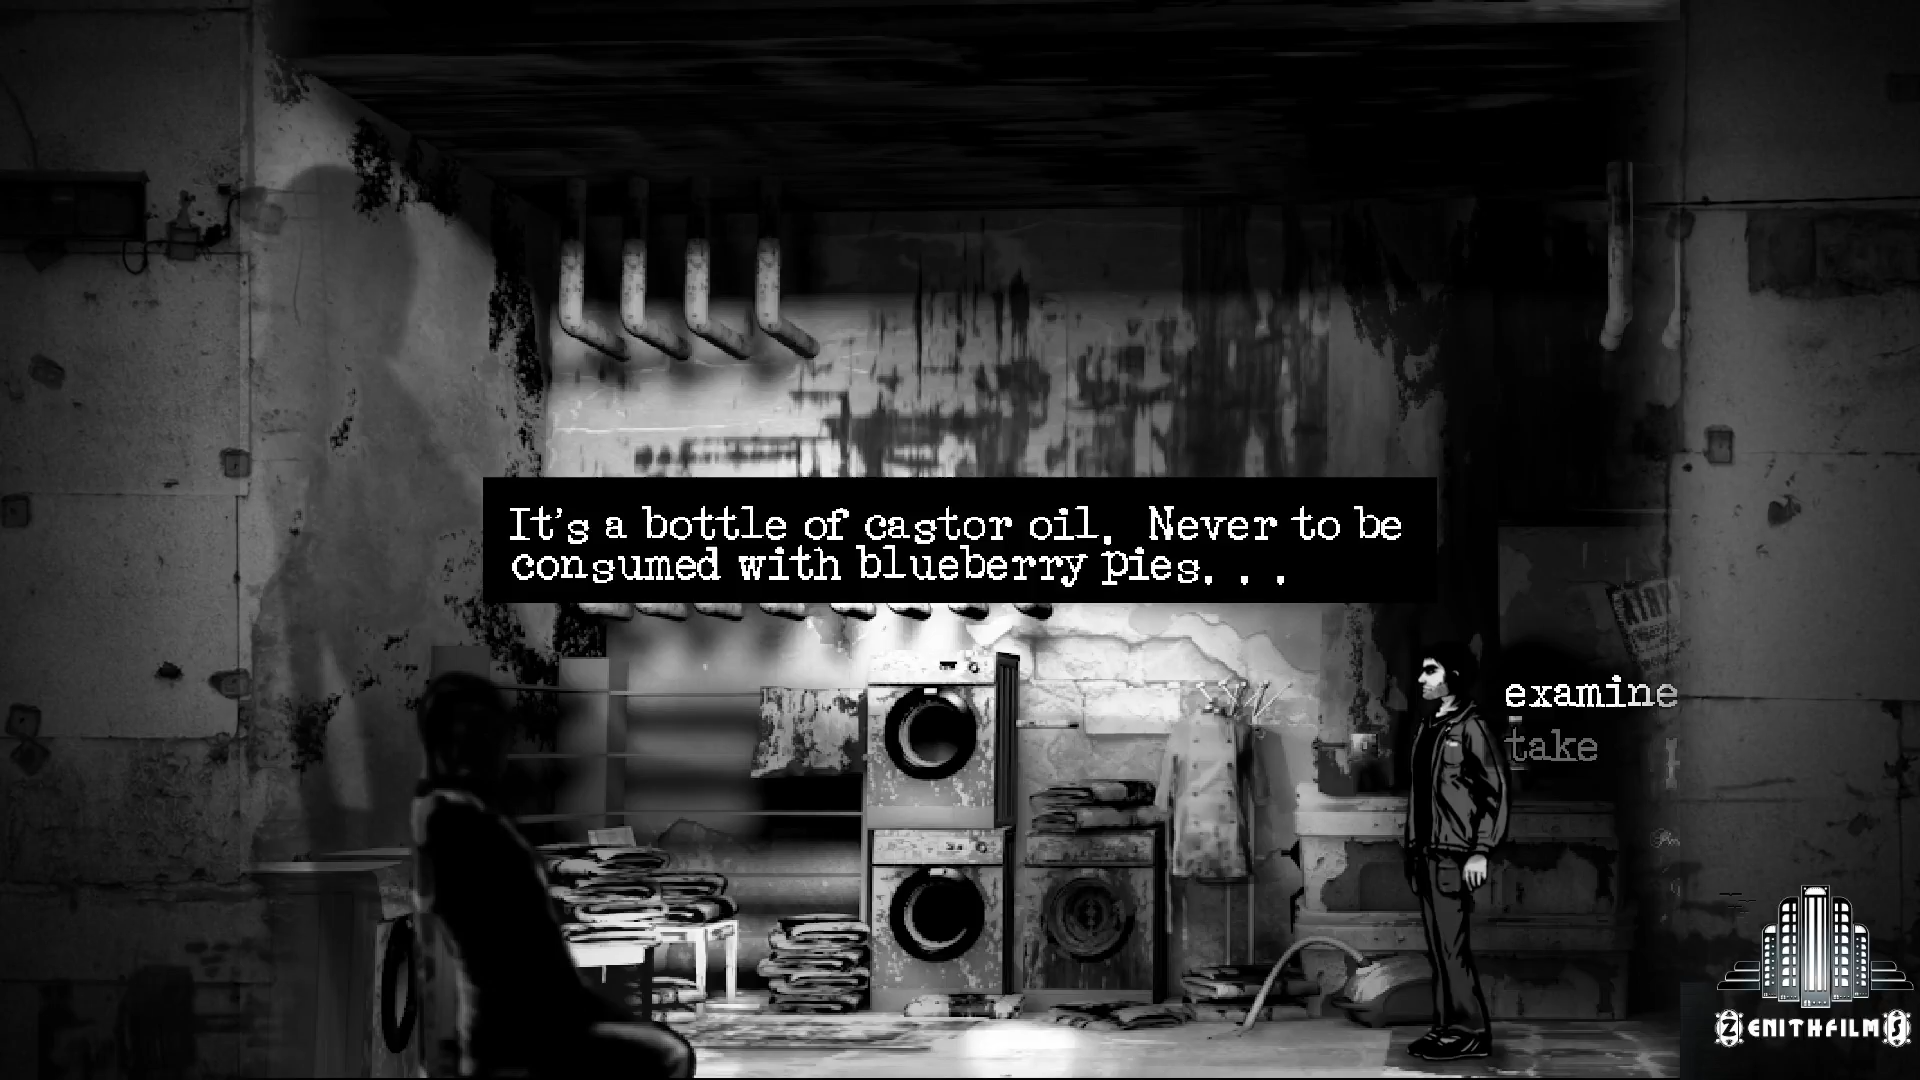 It's a bottle of castor oil. Never to be
consumed with blueberry pies. . .
examine
take
ZENITHFILMS